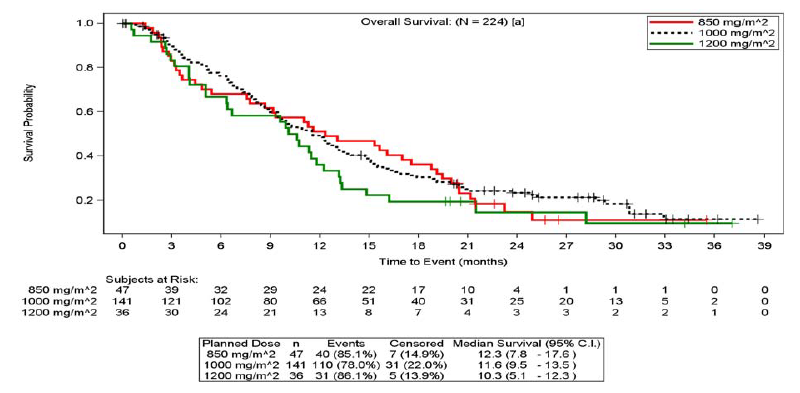 Overall Survival: (N = 224) [a]
850 mg/m^2
1000 mg/m^2
1200 mg/m^2
Survival Probability
1.0
0.8
0.6
0.4
0.2
0 3 6 9 12 15 18 21 24 27 30 33 36 39
Time to Event (months)
Subjects at Risk:
850 mg/m^2 47 39 32 29 24 22 17 10 4 1 1 1 0 0
1000 mg/m^2 141 121 102 80 66 51 40 31 25 20 13 5 2 0
1200 mg/m^2 36 30 24 21 13 8 7 4 3 3 2 2 1 0
Planned Dose n Events Censored Median Survival (95% C.I.)
850 mg/m^2 47 40 (85.1%) 7 (14.9%) 12.3 (7.8 - 17.6)
1000 mg/m^2 141 110 (78.0%) 31 (22.0%) 11.6 (9.5 - 13.5)
1200 mg/m^2 36 31 (86.1%) 5 (13.9%) 10.3 (5.1 - 12.3)